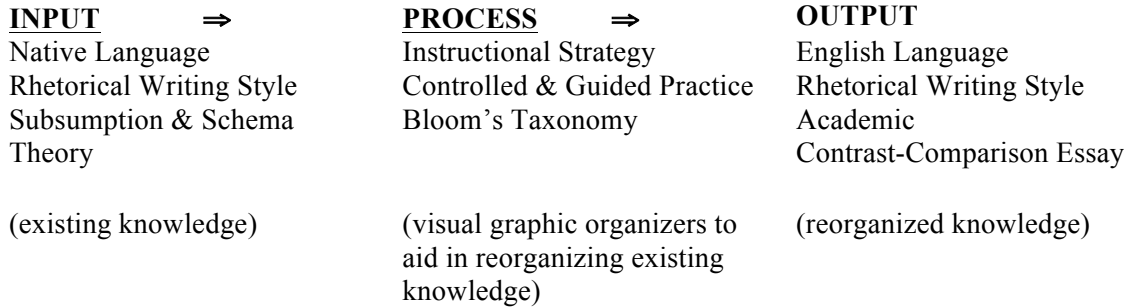 INPUT ⇒
Native Language
Rhetorical Writing Style
Subsumption & Schema
Theory
(existing knowledge)
PROCESS ⇒
Instructional Strategy
Controlled & Guided Practice
Bloom’s Taxonomy
(visual graphic organizers to
aid in reorganizing existing
knowledge)
OUTPUT
English Language
Rhetorical Writing Style
Academic
Contrast-Comparison Essay
(reorganized knowledge)